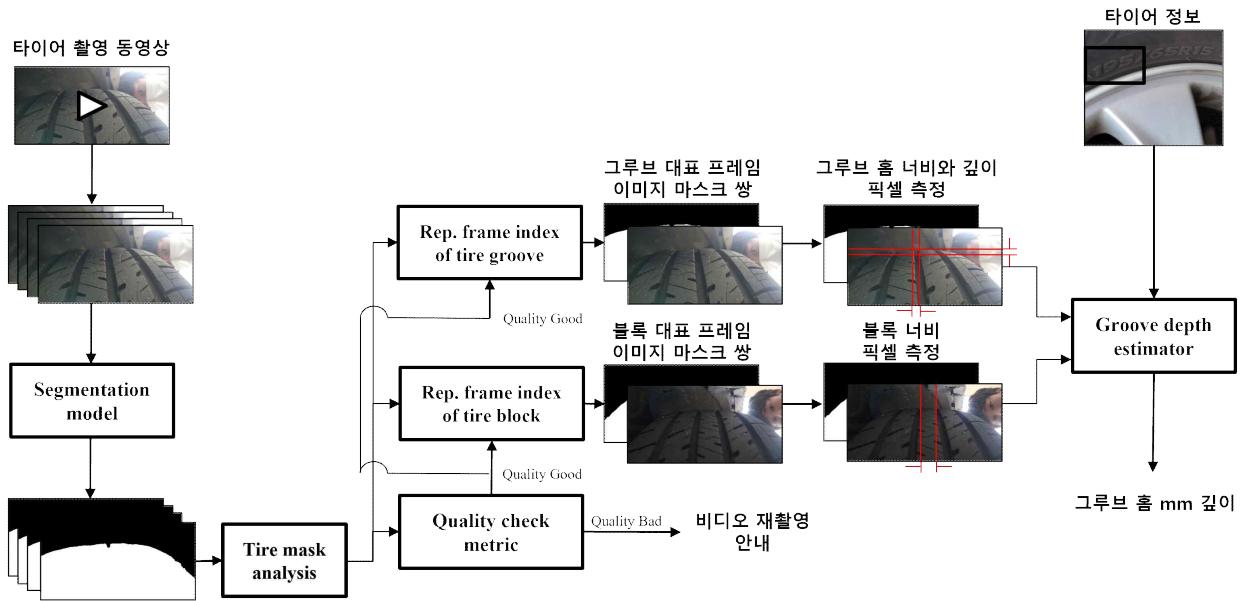 타이어 정보
타이어 촬영 동영상
195/65R15
그루브 대표 프레임
이미지 마스크 쌍
그루브 홈 너비와 깊이
픽셀 측정
Rep. frame index
of tire groove
Quality Good
블록 대표 프레임
이미지 마스크 쌍
블록 너비
픽셀 측정
Groove depth
estimator
Segmentation
model
Rep. frame index
of tire block
Quality Good
Quality check
metric
Quality Bad
비디오 재촬영
안내
그루브 홈 mm 깊이
Tire mask
analysis